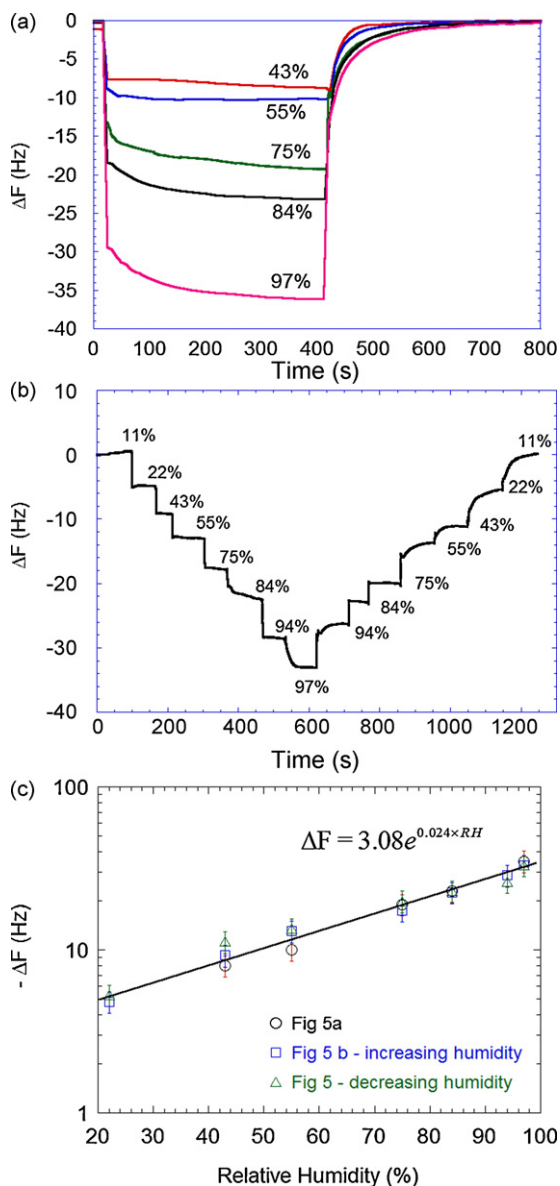 (a)
0
-5
-10
-15
-20
-25
-30
-35
-40
ΔF (Hz)
43%
55%
75%
84%
97%
0 100 200 300 400 500 600 700 800
Time (s)
(b)
10
0
-10
-20
-30
-40
ΔF (Hz)
11%
22%
43%
55%
75%
84%
94%
97%
94%
84%
75%
55%
43%
22%
11%
0 200 400 600 800 1000 1200
Time (s)
(c)
100
10
1
- ΔF (Hz)
ΔF = 3.08e^0.024×RH
Fig 5a
Fig 5 b - increasing humidity
Fig 5 - decreasing humidity
20 30 40 50 60 70 80 90 100
Relative Humidity (%)